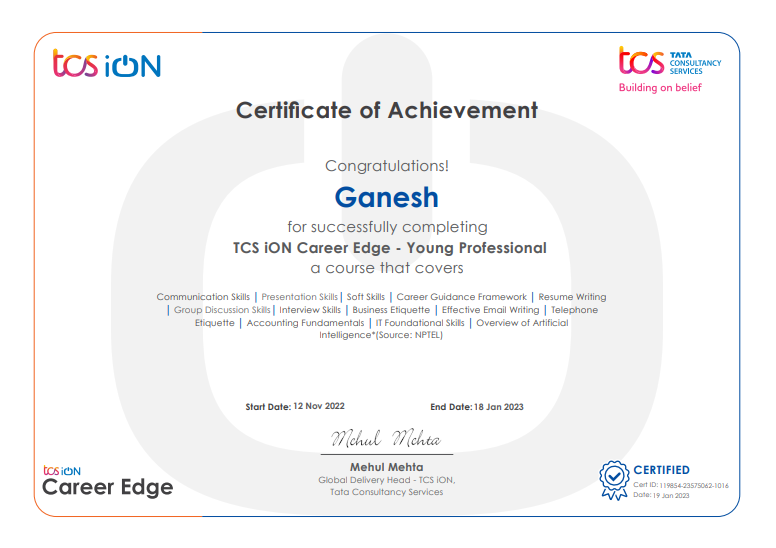 tcs iON
tcs TATA
CONSULTANCY
SERVICES
Building on belief
Certificate of Achievement
Congratulations!
Ganesh
for successfully completing
TCS iON Career Edge - Young Professional
a course that covers
Communication Skills | Presentation Skills| Soft Skills | Career Guidance Framework | Resume Writing
| Group Discussion Skills| Interview Skills | Business Etiquette | Effective Email Writing | Telephone
Etiquette | Accounting Fundamentals | IT Foundational Skills | Overview of Artificial
Intelligence*(Source: NPTEL)
Start Date: 12 Nov 2022 End Date: 18 Jan 2023
Mehul Mehta
Mehul Mehta
Global Delivery Head - TCS iON,
Tata Consultancy Services
tcs iON
Career Edge
CERTIFIED
Cert ID: 119854-23575062-1016
Date: 19 Jan 2023